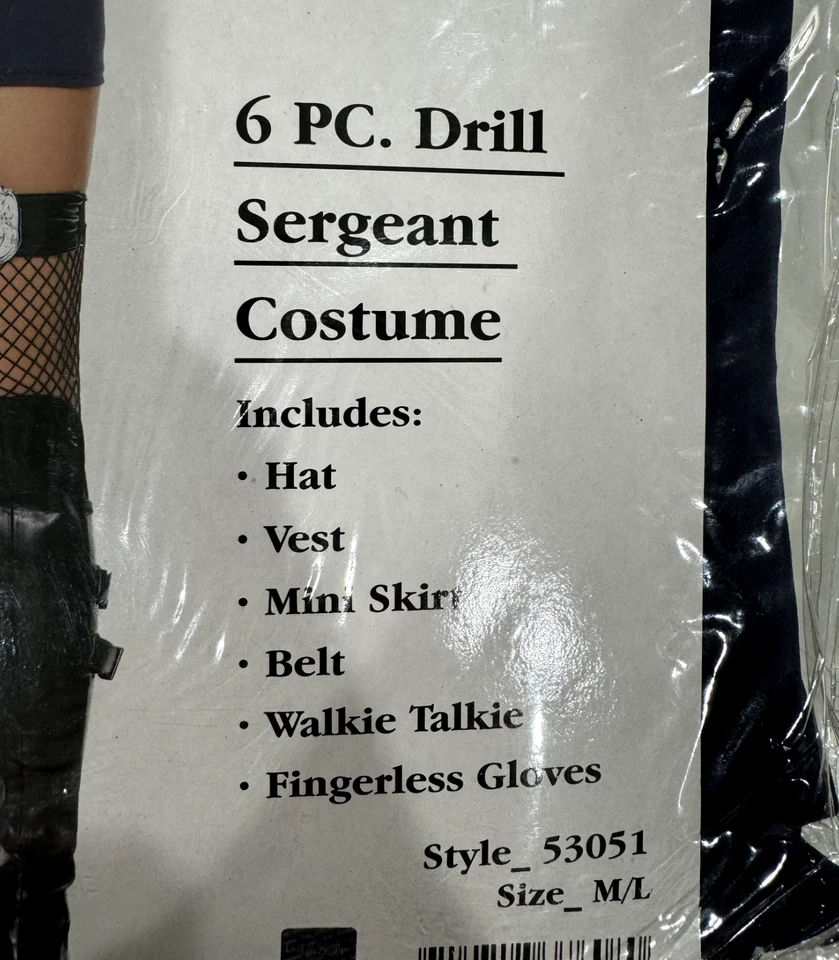 6 PC. Drill
Sergeant
Costume
Includes:
• Hat
• Vest
• Mini Skirt
• Belt
• Walkie Talkie
• Fingerless Gloves
Style_ 53051
Size_ M/L